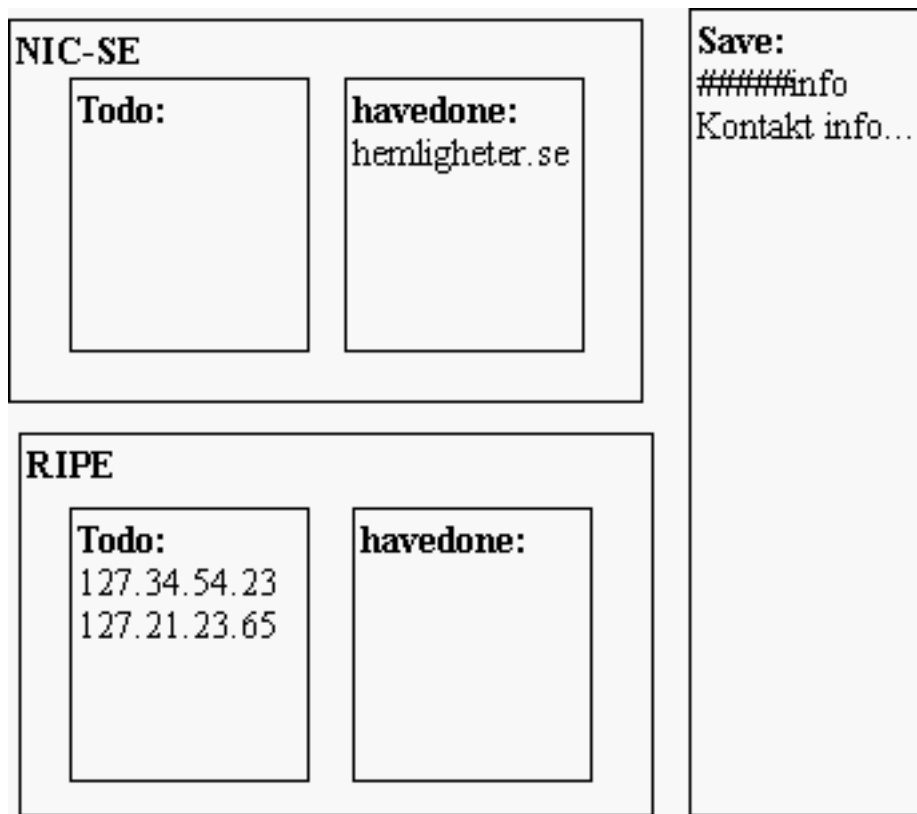 NIC-SE
Todo:
havedone:
hemligheter.se
RIPE
Todo:
127.34.54.23
127.21.23.65
havedone:
Save:
#####info
Kontakt info...